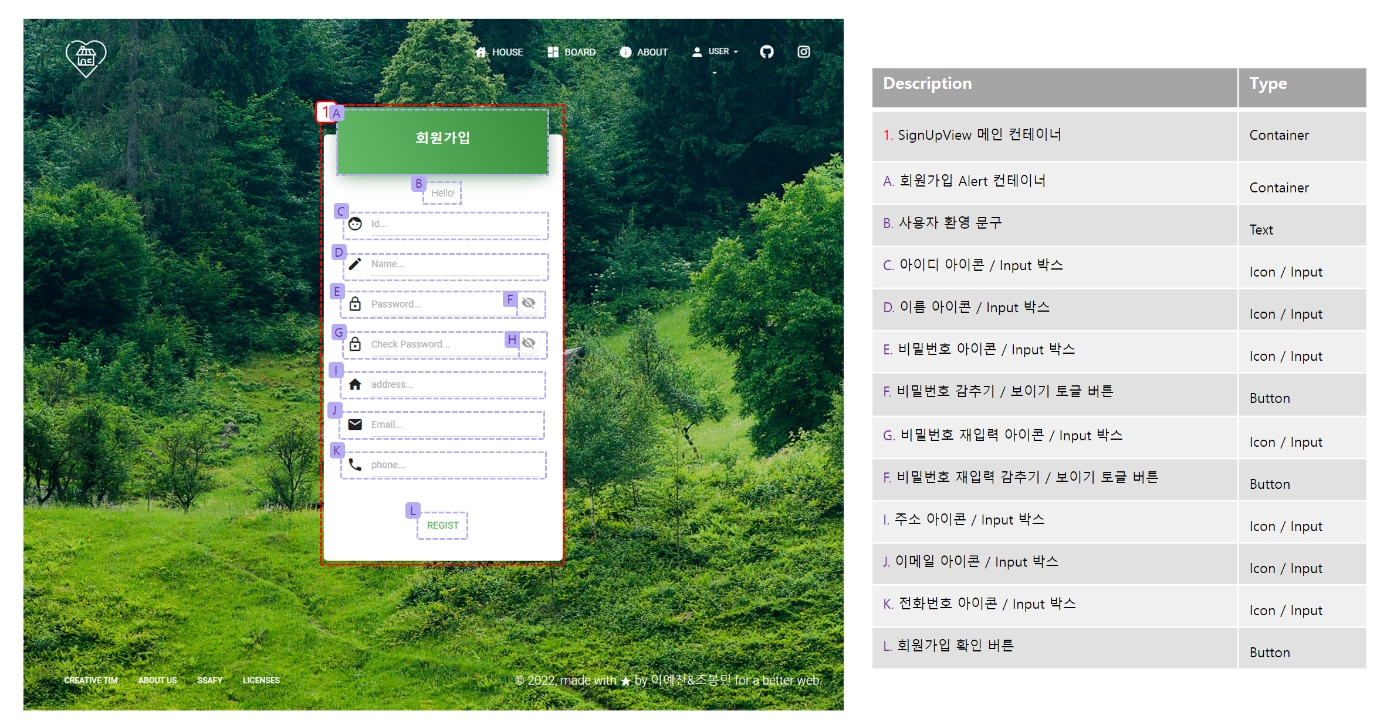 HOUSE BOARD ABOUT USER
1
A
회원가입
B
Hello!
C
Id...
D
Name...
E
Password...
F
G
Check Password...
H
I
address...
J
Email...
K
phone...
L
REGIST
CREATIVE TIM ABOUT US SSAFY LICENSES
© 2022, made with ★ by 이예찬&조봉민 for a better web.
Description Type
1. SignUpView 메인 컨테이너 Container
A. 회원가입 Alert 컨테이너 Container
B. 사용자 환영 문구 Text
C. 아이디 아이콘 / Input 박스 Icon / Input
D. 이름 아이콘 / Input 박스 Icon / Input
E. 비밀번호 아이콘 / Input 박스 Icon / Input
F. 비밀번호 감추기 / 보이기 토글 버튼 Button
G. 비밀번호 재입력 아이콘 / Input 박스 Icon / Input
F. 비밀번호 재입력 감추기 / 보이기 토글 버튼 Button
I. 주소 아이콘 / Input 박스 Icon / Input
J. 이메일 아이콘 / Input 박스 Icon / Input
K. 전화번호 아이콘 / Input 박스 Icon / Input
L. 회원가입 확인 버튼 Button